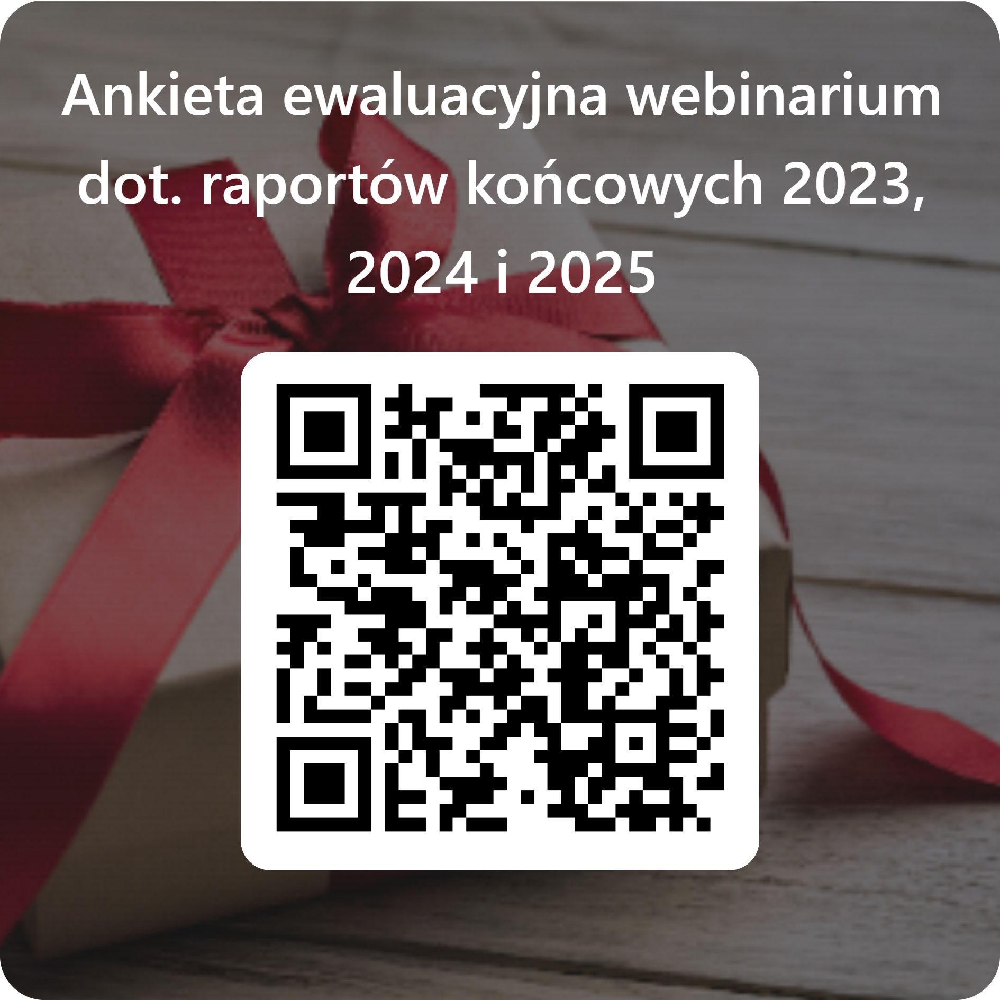 Ankieta ewaluacyjna webinarium
dot. raportów końcowych 2023,
2024 i 2025